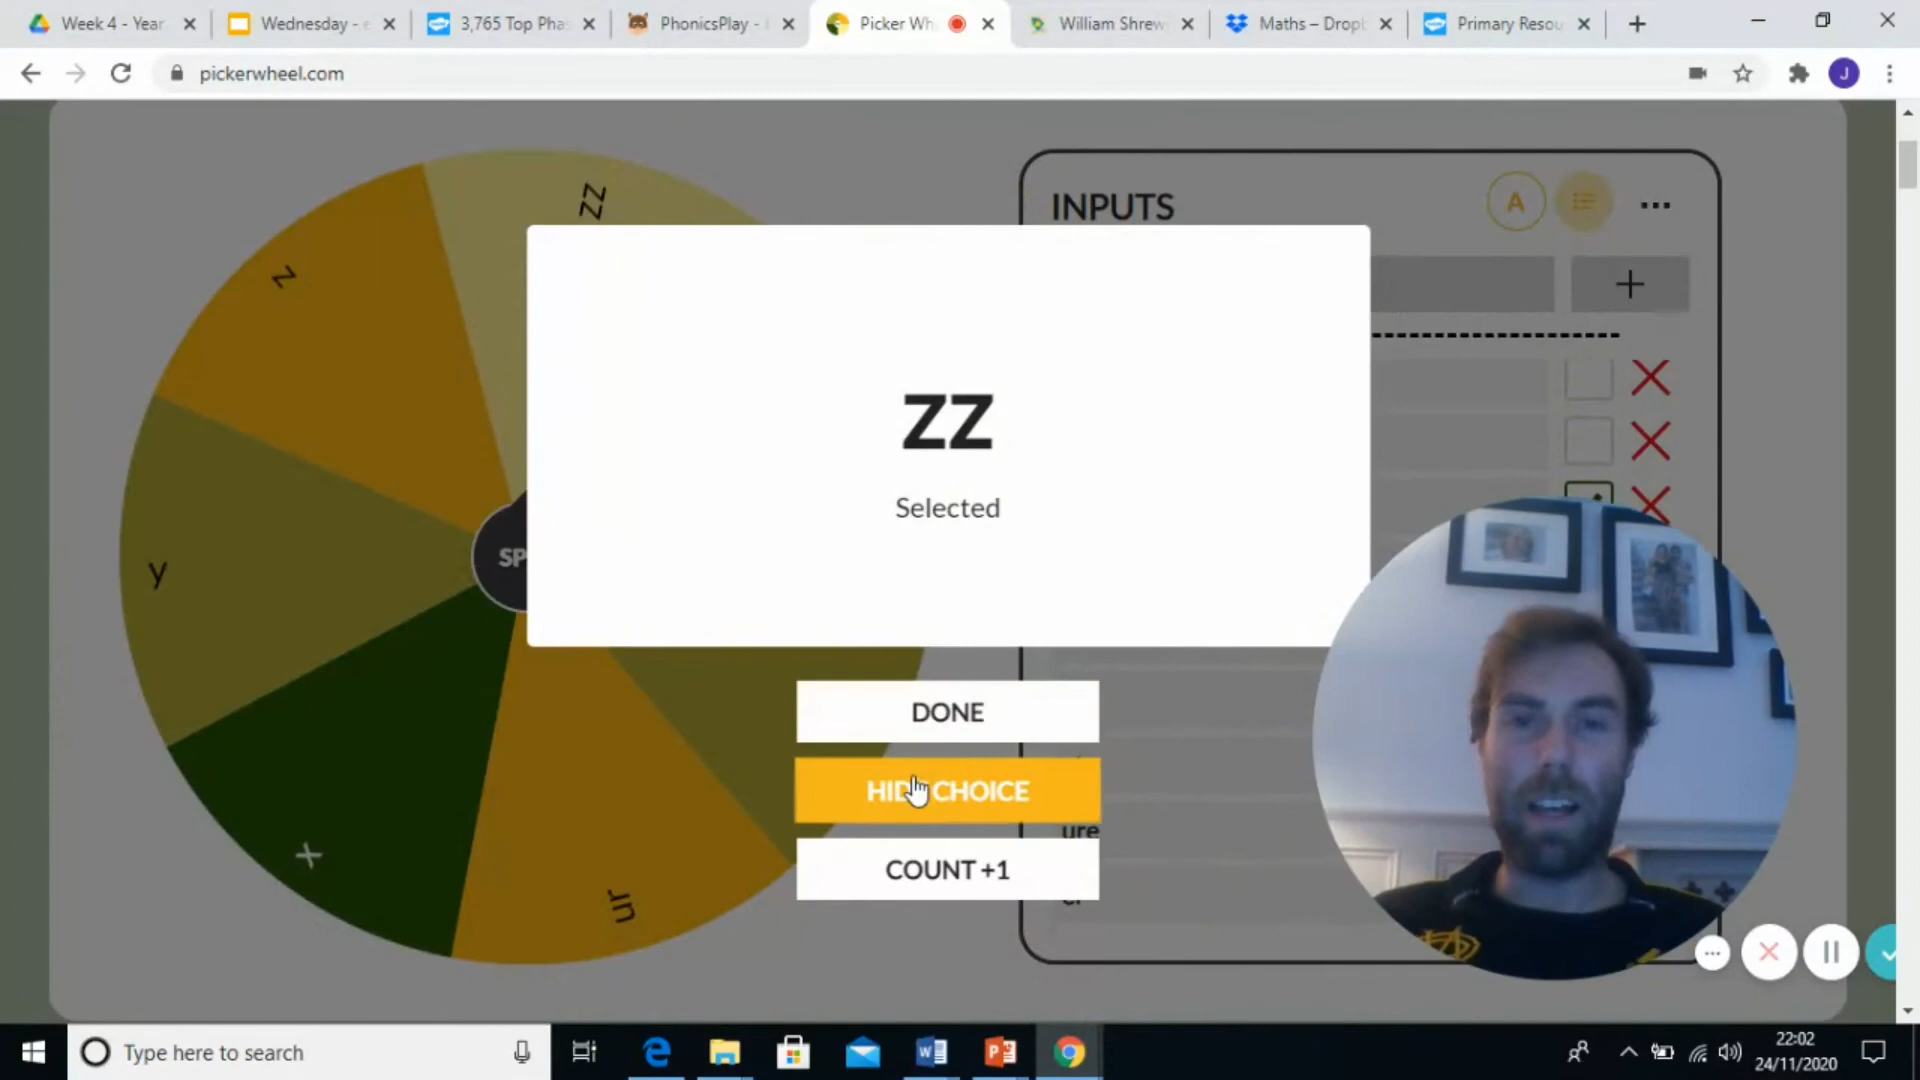 Week 4 - Year
Wednesday - e
3,765 Top Pha
PhonicsPlay -
Picker Wh
William Shrew
Maths – Dropb
Primary Resou
pickerwheel.com
zz
z
y
x
ur
SP
INPUTS
A
...
+
zz
Selected
DONE
HIDE CHOICE
COUNT +1
ure
er
Type here to search
22:02
24/11/2020
J